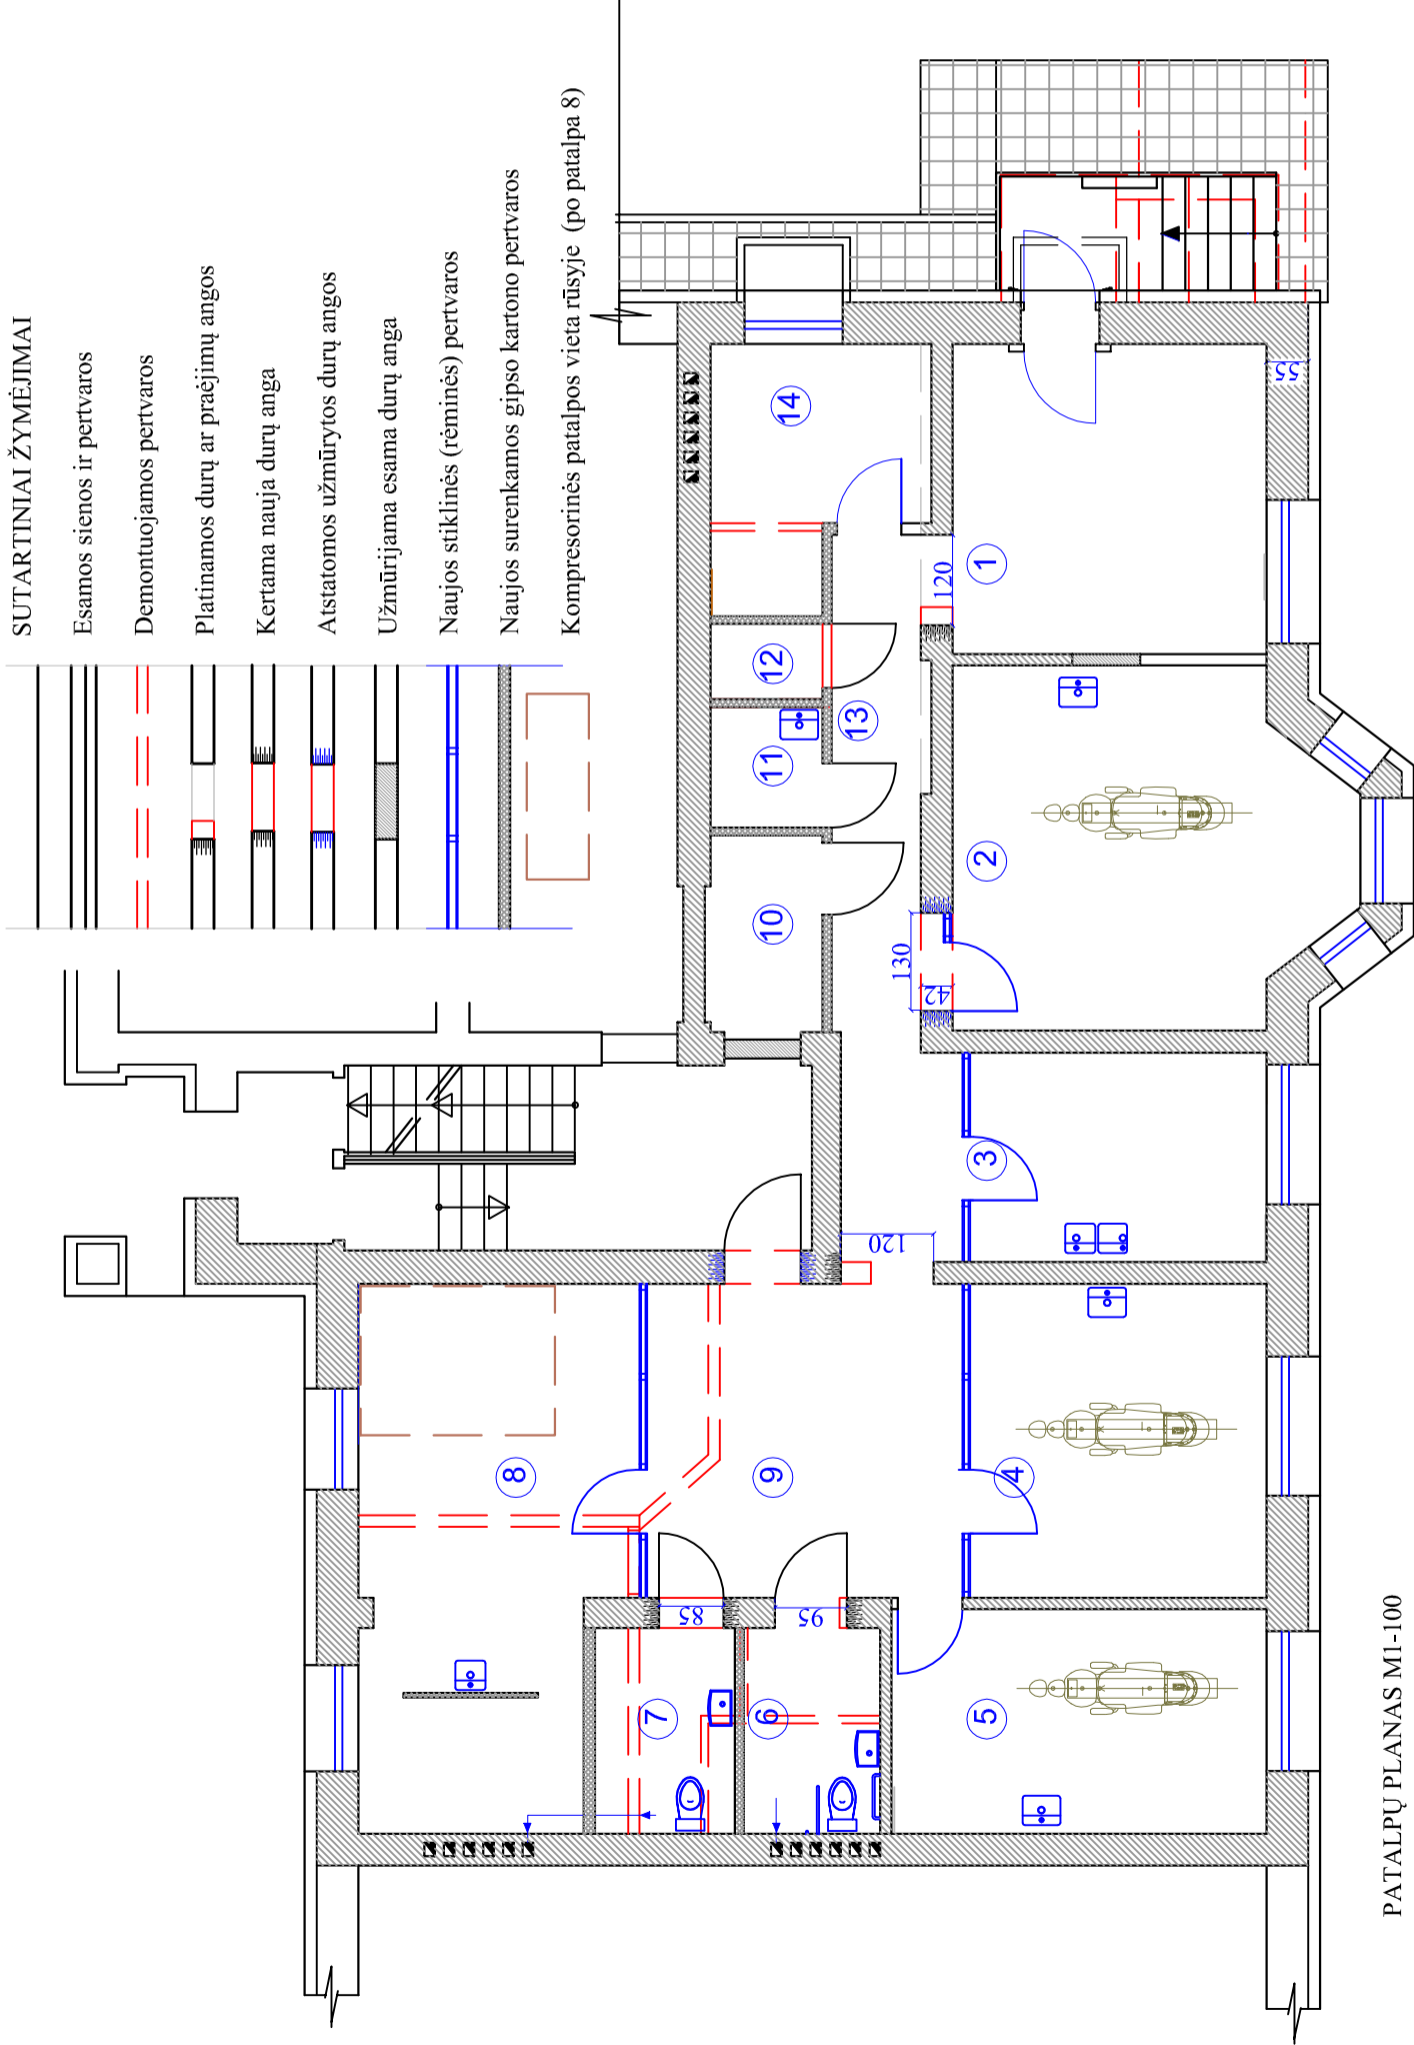 SUTARTINIAI ŽYMĖJIMAI
Esamos sienos ir pertvaros
Demontuojamos pertvaros
Platinamos durų ar praėjimų angos
Kertama nauja durų anga
Atstatomos užmūrytos durų angos
Užmūrijama esama durų anga
Naujos stiklinės (rėminės) pertvaros
Naujos surenkamos gipso kartono pertvaros
Kompresorinės patalpos vieta rūsyje (po patalpa 8)
14
12
11
13
10
120
1
55
2
130
42
3
120
8
9
4
85
95
7
6
5
PATALPŲ PLANAS M1-100